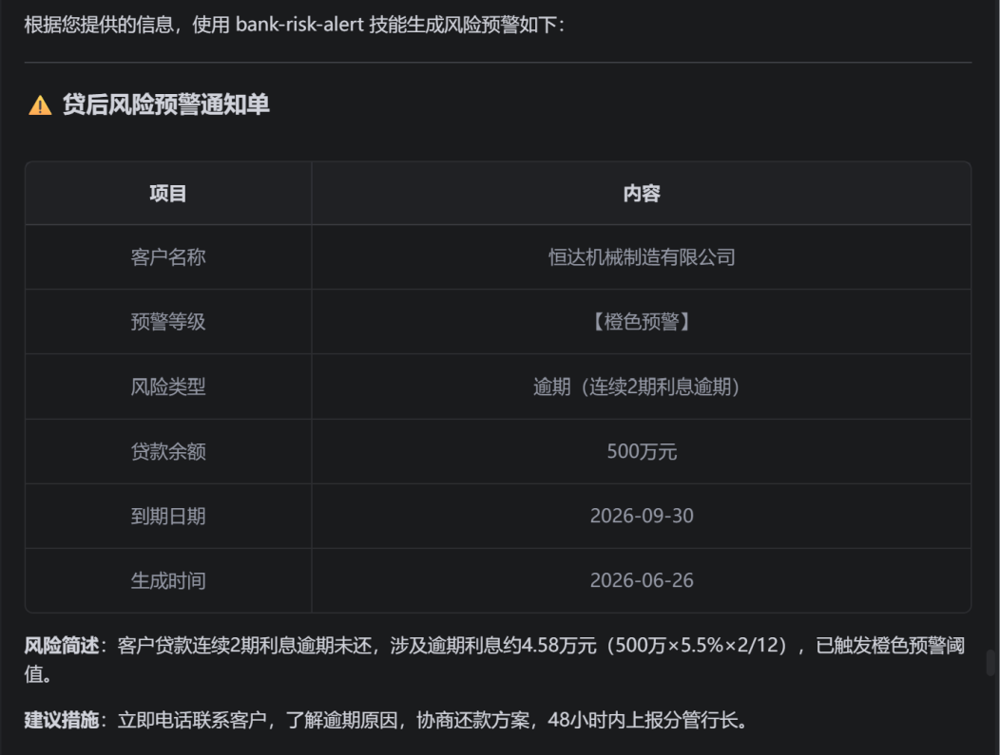 根据您提供的信息，使用 bank-risk-alert 技能生成风险预警如下：
⚠ 贷后风险预警通知单
项目 内容
客户名称 恒达机械制造有限公司
预警等级 【橙色预警】
风险类型 逾期（连续2期利息逾期）
贷款余额 500万元
到期日期 2026-09-30
生成时间 2026-06-26
风险简述：客户贷款连续2期利息逾期未还，涉及逾期利息约4.58万元（500万×5.5%×2/12），已触发橙色预警阈
值。
建议措施：立即电话联系客户，了解逾期原因，协商还款方案，48小时内上报分管行长。